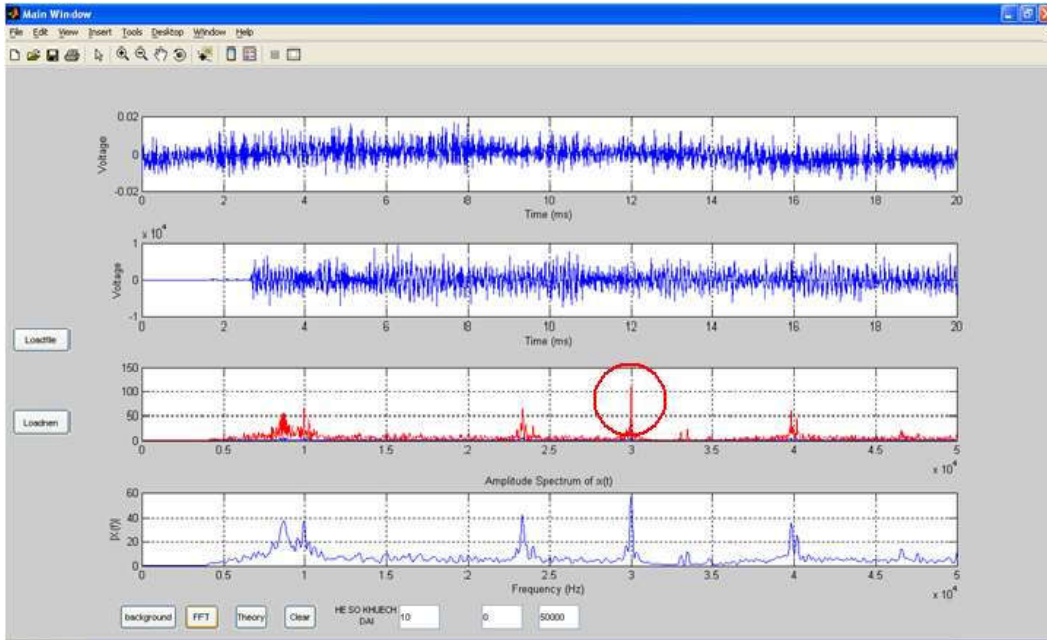 Main Window
File Edit View Insert Tools Desktop Window Help
0.02
0
-0.02
Voltage
0 2 4 6 8 10 12 14 16 18 20
Time (ms)
x 10^4
1
0
-1
Voltage
0 2 4 6 8 10 12 14 16 18 20
Time (ms)
Loadfile
150
100
50
0
0 0.5 1 1.5 2 2.5 3 3.5 4 4.5 5
x 10^4
Loadnen
Amplitude Spectrum of x(t)
60
40
20
0
|X(f)|
0 0.5 1 1.5 2 2.5 3 3.5 4 4.5 5
Frequency (Hz)
x 10^4
background FFT Theory Clear HE SO KHUECH DAI 10 0 50000